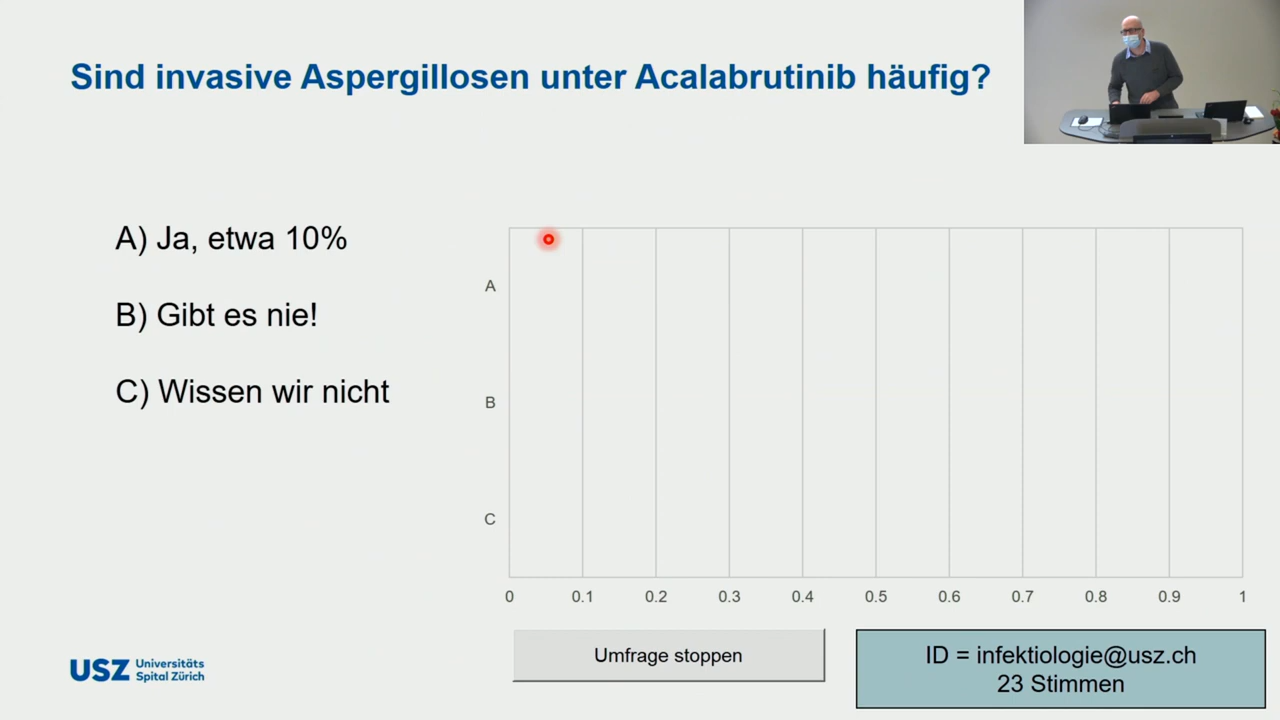 Sind invasive Aspergillosen unter Acalabrutinib häufig?
A) Ja, etwa 10%
B) Gibt es nie!
C) Wissen wir nicht
A
B
C
0 0.1 0.2 0.3 0.4 0.5 0.6 0.7 0.8 0.9 1
Umfrage stoppen
ID = infektiologie@usz.ch
23 Stimmen
USZ Universitäts
Spital Zürich